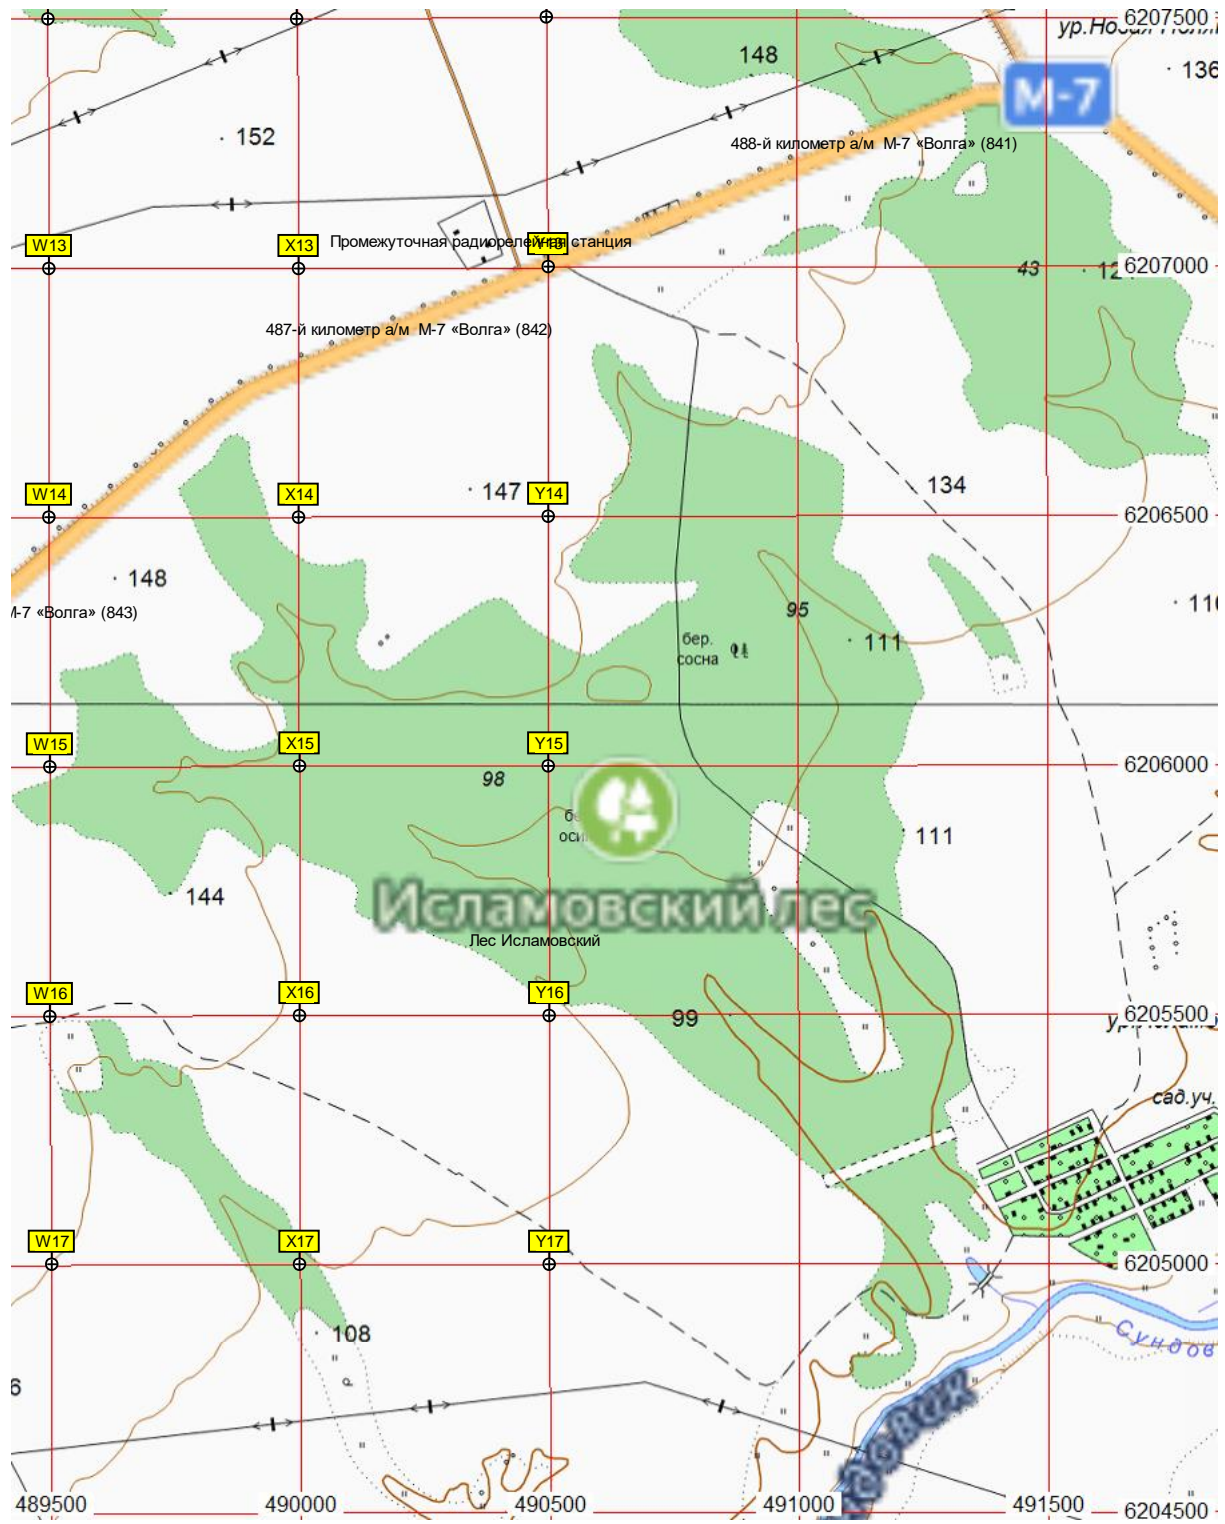 6207500
148
136
М-7
152
488-й километр а/м М-7 «Волга» (841)
W13
X13
Промежуточная радиорелейная станция
43
6207000
487-й километр а/м М-7 «Волга» (842)
W14
X14
147
Y14
134
6206500
148
М-7 «Волга» (843)
95
бер.
сосна
111
W15
X15
Y15
98
6206000
111
144
Исламовский лес
Лес Исламовский
W16
X16
Y16
99
6205500
сад.уч.
W17
X17
Y17
6205000
108
Сундов
6
489500
490000
490500
491000
491500
6204500